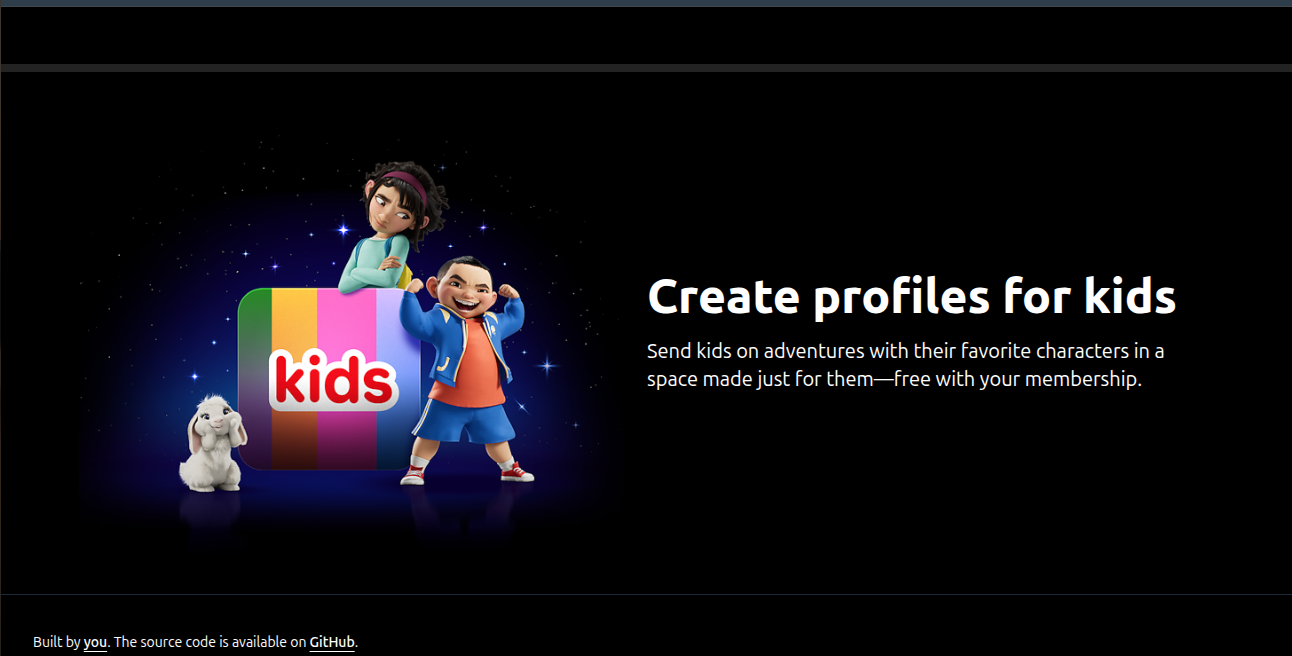 kids
Create profiles for kids
Send kids on adventures with their favorite characters in a
space made just for them—free with your membership.
Built by you. The source code is available on GitHub.